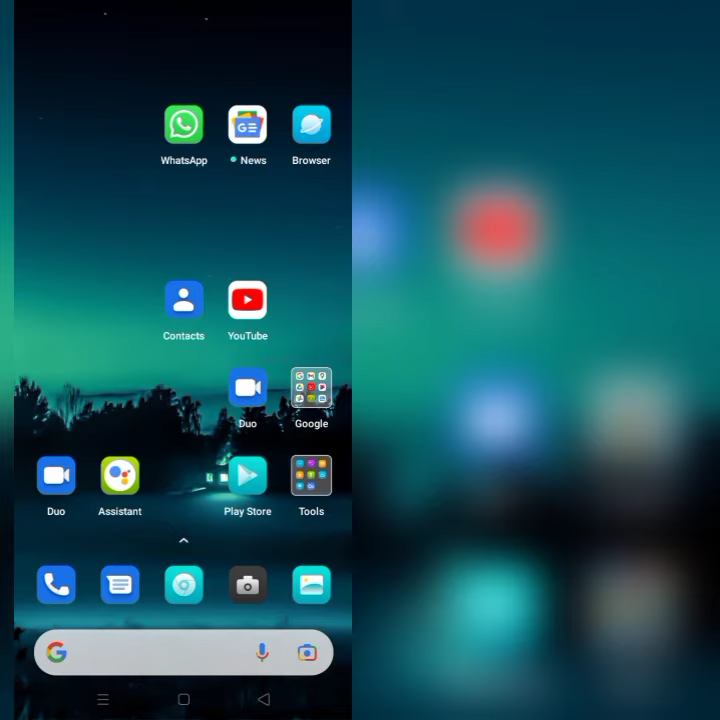 WhatsApp
News
Browser
Contacts
YouTube
Duo
Google
Duo
Assistant
Play Store
Tools